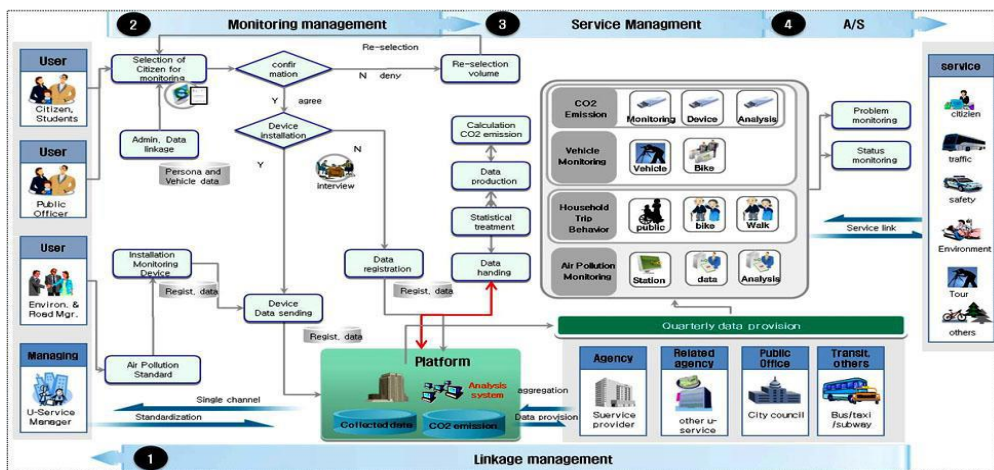 2 Monitoring management
3 Service Managment
4 A/S
User
Citizen,
Students
User
Public
Officer
User
Environ. &
Road Mgr.
Managing
U-Service
Manager
Selection of
Citizen for
monitoring
confir
mation
Re-selection
N deny
Re-selection
volume
Y agree
Admin, Data
linkage
Device
installation
Y
N
Persona and
Vehicle data
interview
Installation
Monitoring
Device
Regist, data
Device
Data sending
Regist, data
Air Pollution
Standard
Data
registration
Regist, data
Calculation
CO2 emission
Data
production
Statistical
treatment
Data
handing
CO2
Emission
Monitoring
Device
Analysis
Vehicle
Monitoring
Vehicle
Bike
Household
Trip
Behavior
public
bike
Walk
Air Pollution
Monitoring
Station
data
Analysis
Problem
monitoring
Status
monitoring
Service link
service
citizien
traffic
safety
Environment
Tour
others
Quarterly data provision
Platform
Analysis
system
Collected data
CO2 emission
Single channel
Standardization
aggregation
Data provision
Agency
Suervice
provider
Related
agency
other u-
service
Public
Office
City council
Transit.
others
Bus/taxi
/subway
1 Linkage management